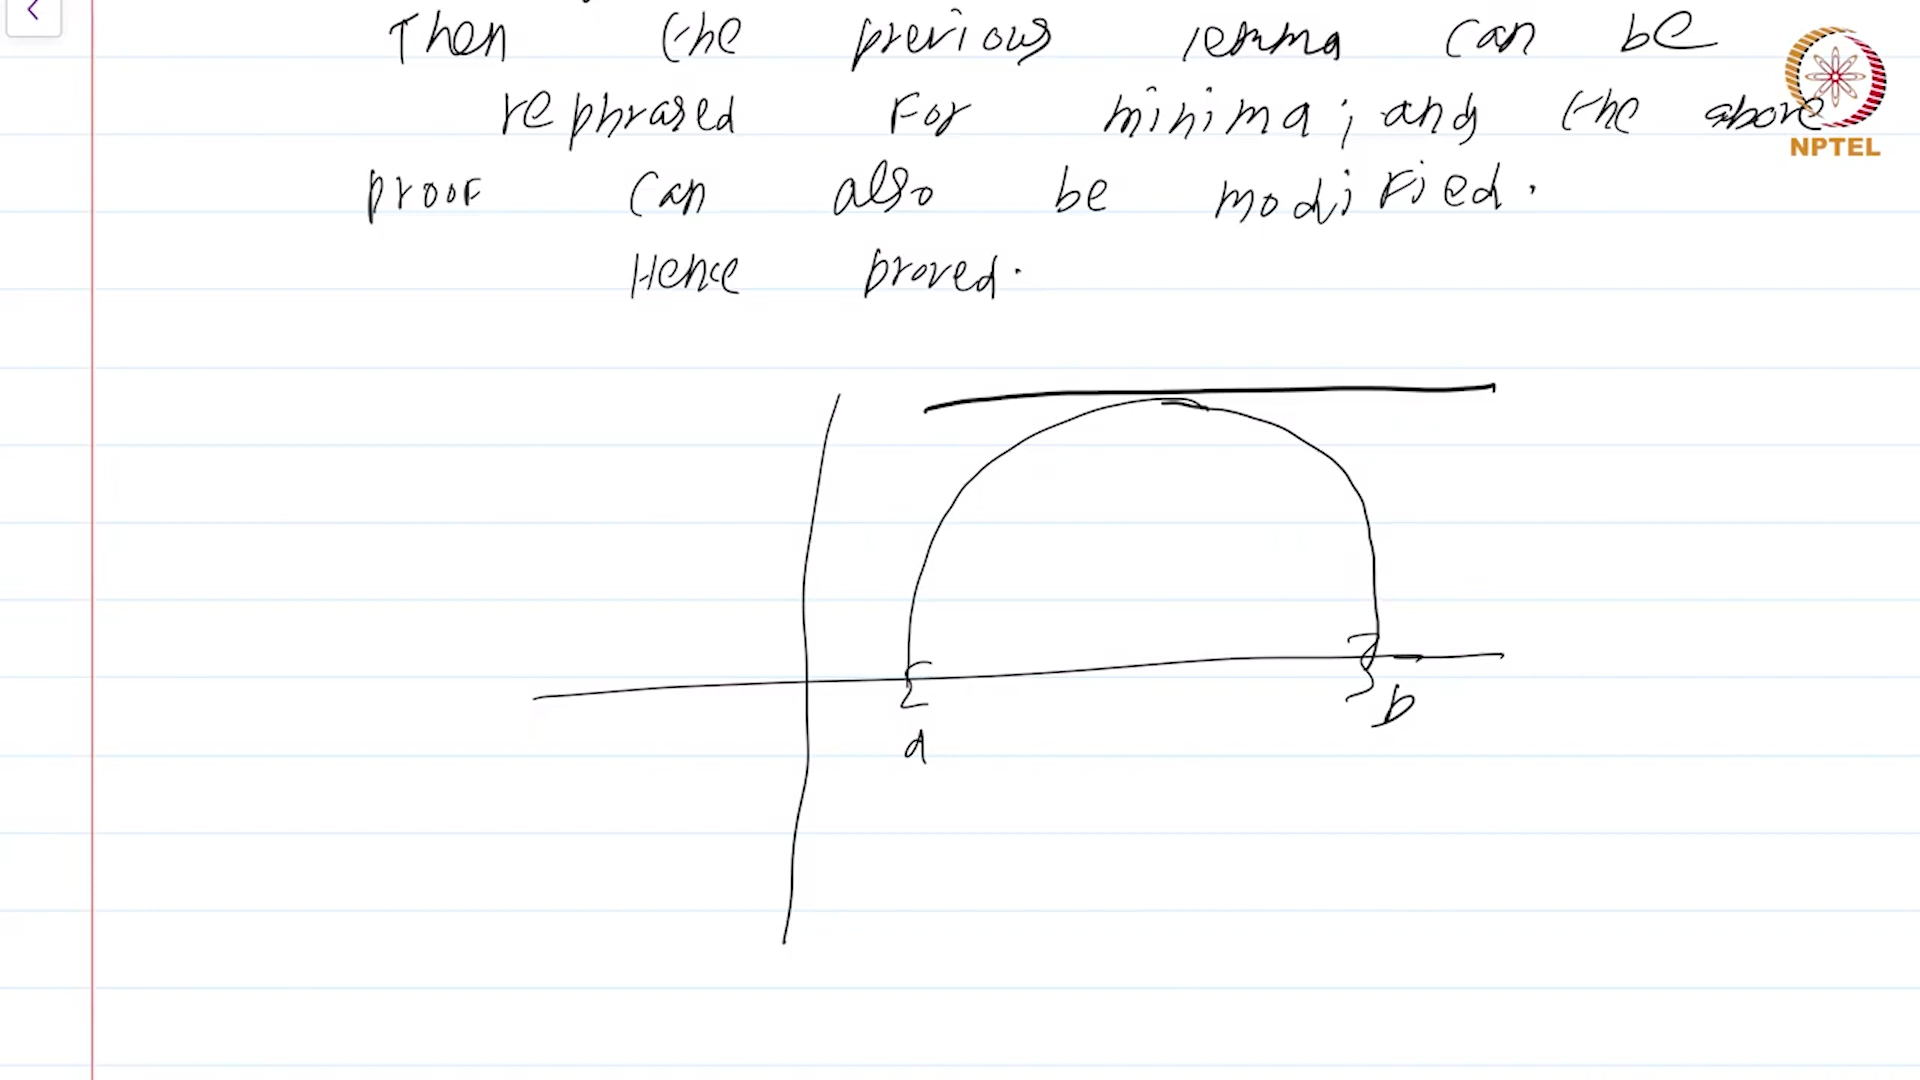 Then the previous lemma can be
rephrased for minima; and the above
NPTEL
proof can also be modified.
Hence proved.
a
b